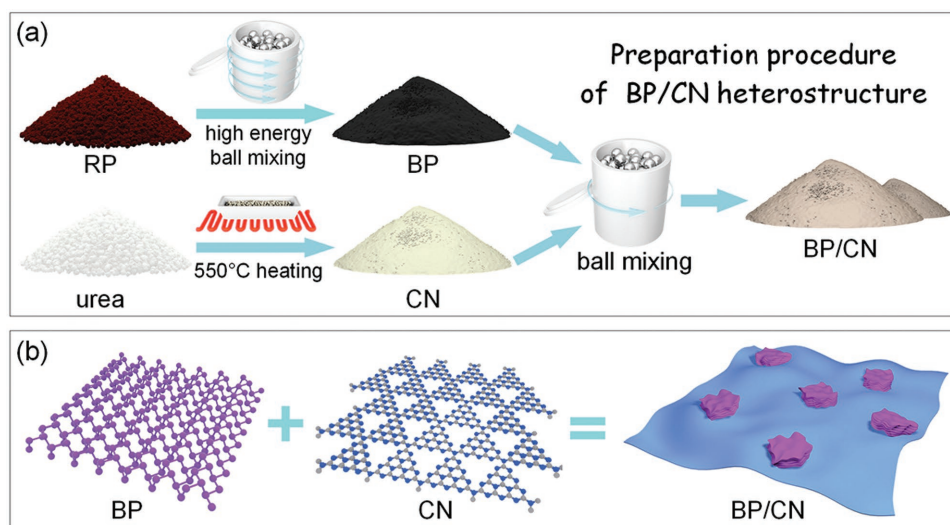 (a)
Preparation procedure
of BP/CN heterostructure
RP
high energy
ball mixing
BP
urea
550°C heating
CN
ball mixing
BP/CN
(b)
BP
+
CN
=
BP/CN